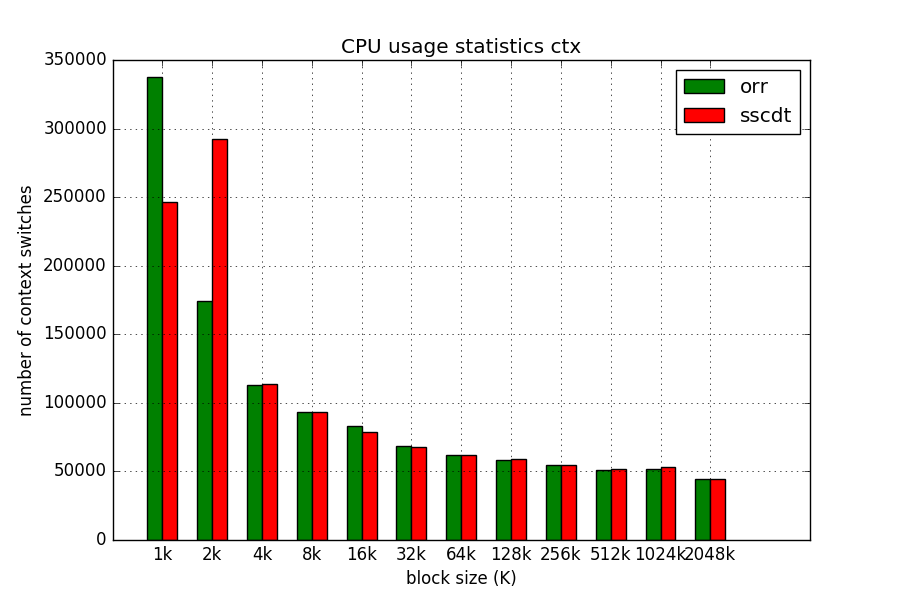 CPU usage statistics ctx
350000
300000
250000
200000
150000
100000
50000
0
number of context switches
orr
sscdt
1k 2k 4k 8k 16k 32k 64k 128k 256k 512k 1024k 2048k
block size (K)